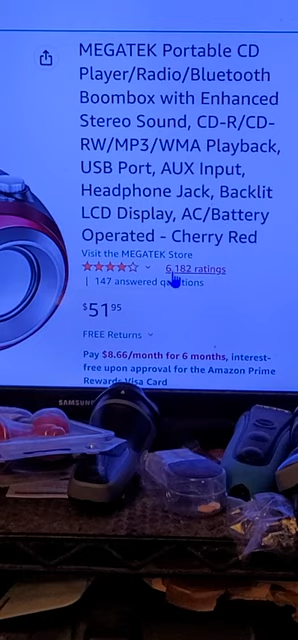 MEGATEK Portable CD
Player/Radio/Bluetooth
Boombox with Enhanced
Stereo Sound, CD-R/CD-
RW/MP3/WMA Playback,
USB Port, AUX Input,
Headphone Jack, Backlit
LCD Display, AC/Battery
Operated - Cherry Red
Visit the MEGATEK Store
6,182 ratings
| 147 answered questions
$51.95
FREE Returns
Pay $8.66/month for 6 months, interest-
free upon approval for the Amazon Prime
Rewards Visa Card
SAMSUNG